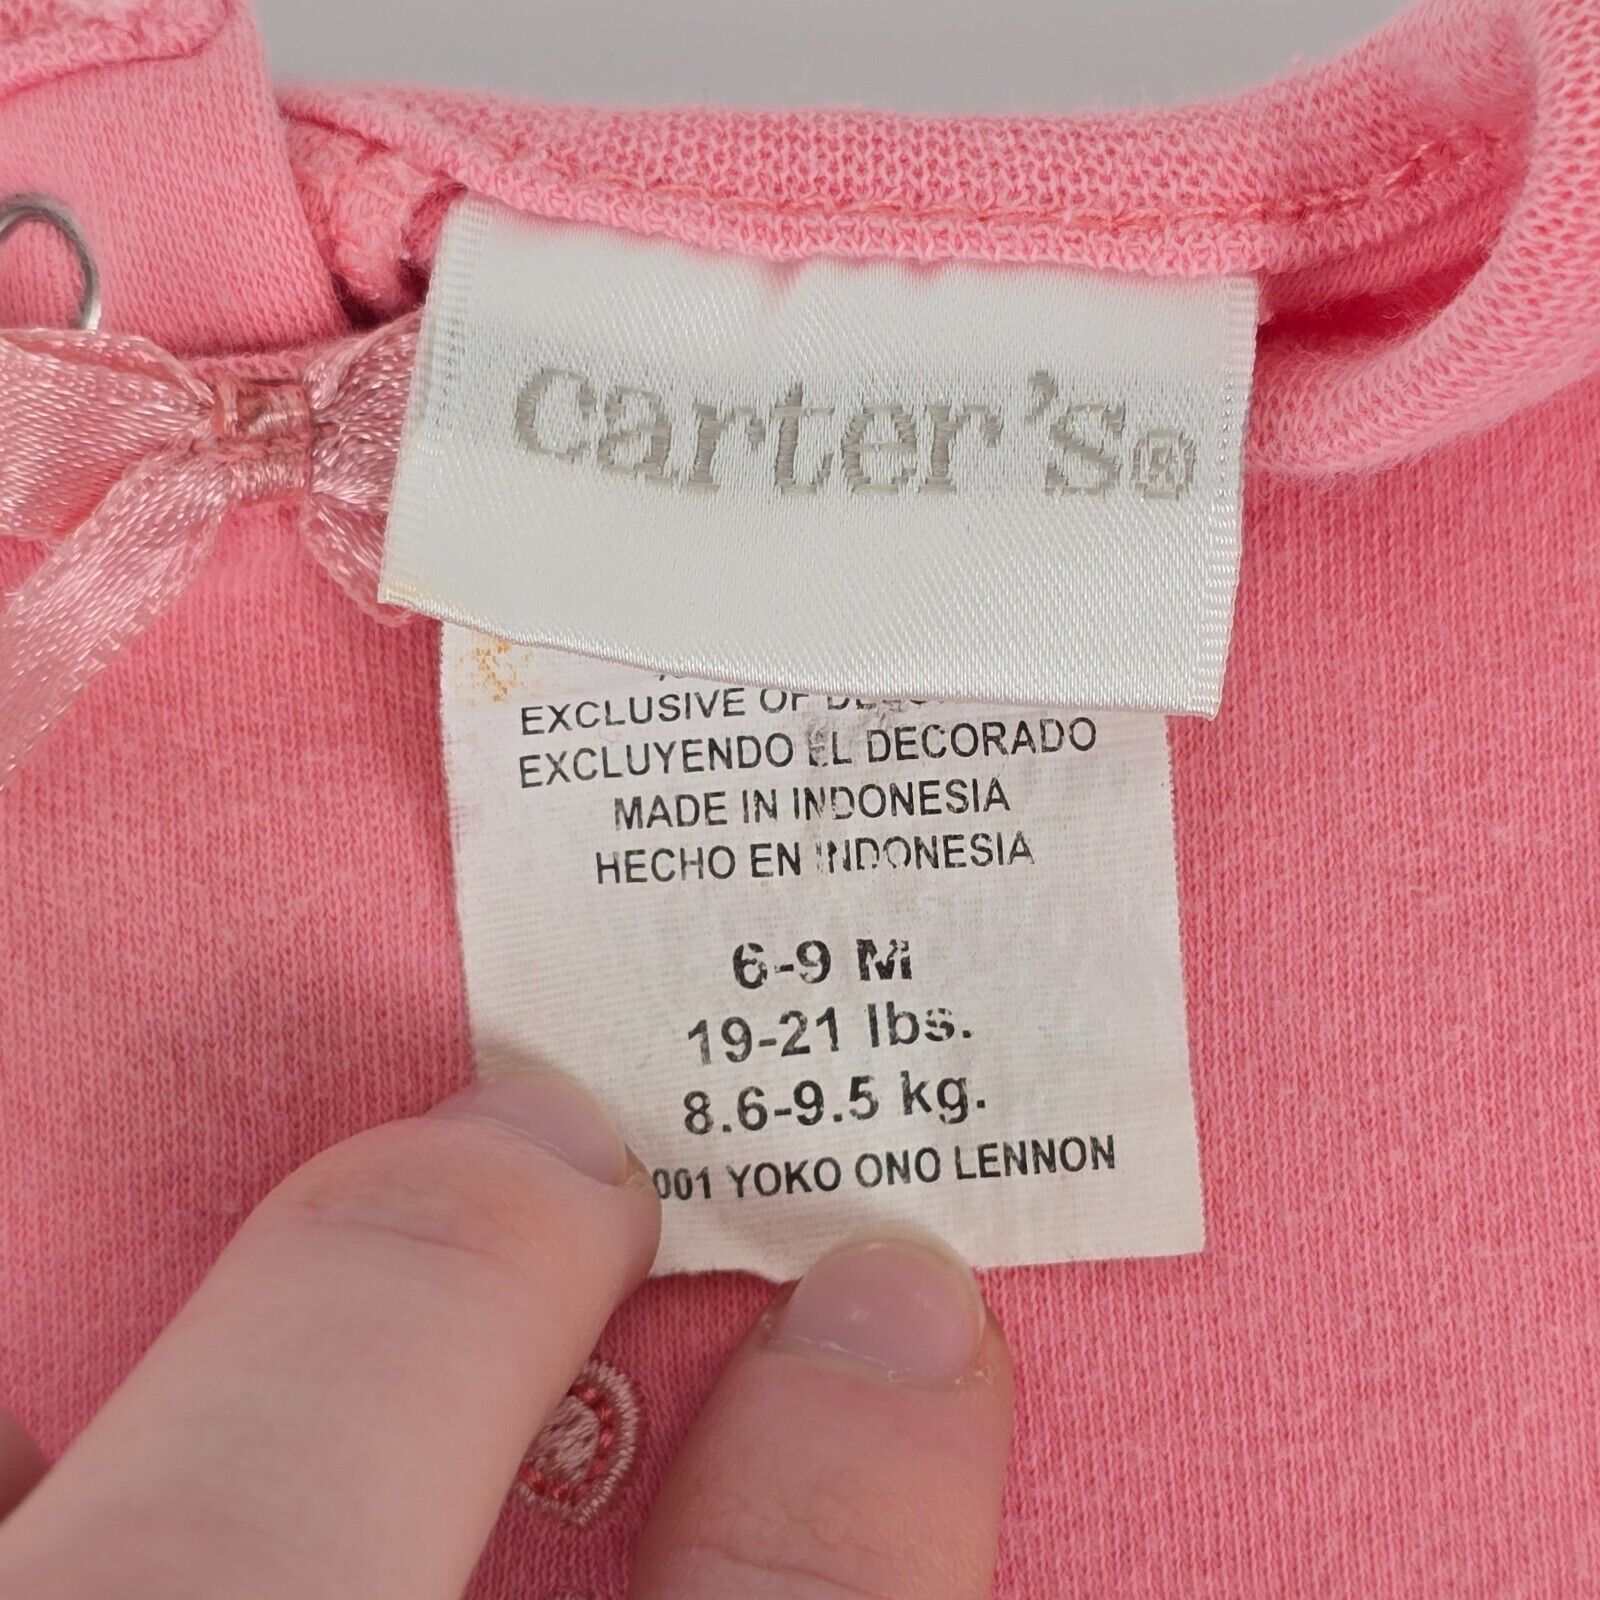 carter's®
EXCLUSIVE OF
EXCLUYENDO EL DECORADO
MADE IN INDONESIA
HECHO EN INDONESIA
6-9 M
19-21 lbs.
8.6-9.5 kg.
001 YOKO ONO LENNON